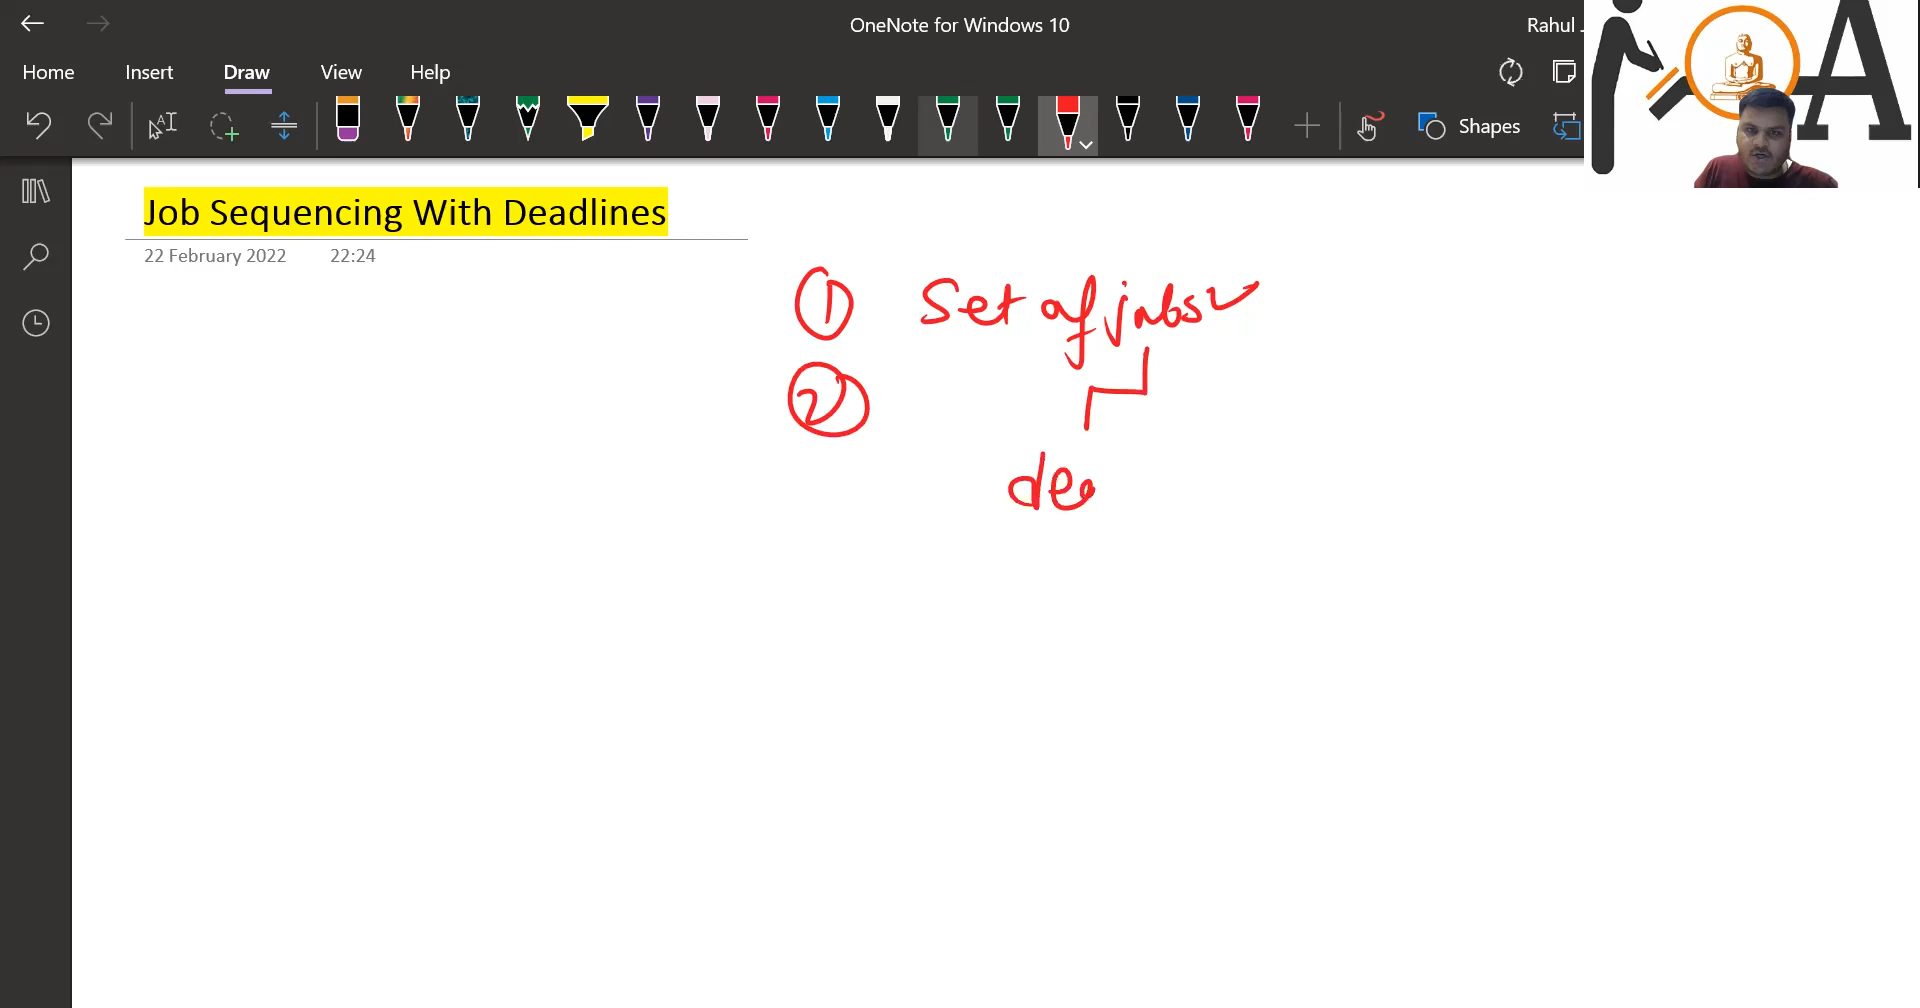 OneNote for Windows 10
Rahul J
Home Insert Draw View Help
Shapes
A
Job Sequencing With Deadlines
22 February 2022 22:24
① Set of jobs
②
dea